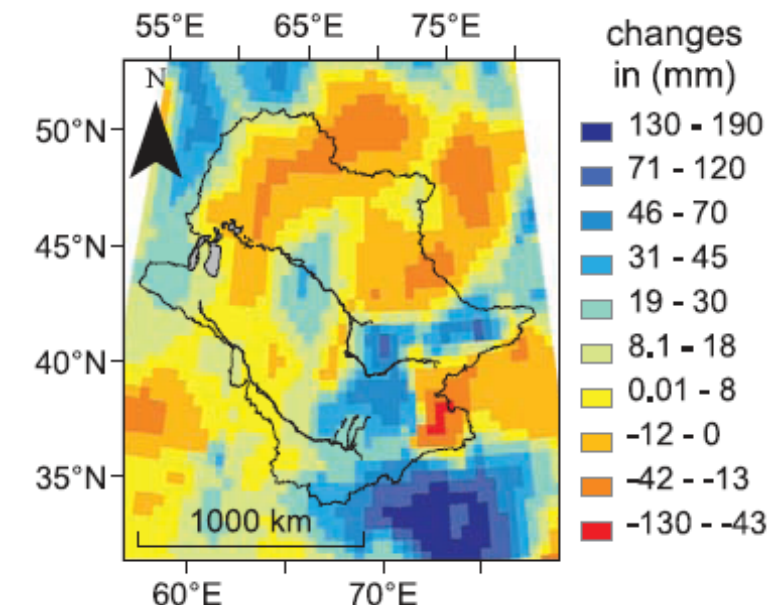 55°E 65°E 75°E
changes
in (mm)
N
50°N
45°N
40°N
35°N
130 - 190
71 - 120
46 - 70
31 - 45
19 - 30
8.1 - 18
0.01 - 8
-12 - 0
-42 - -13
-130 - -43
1000 km
60°E 70°E